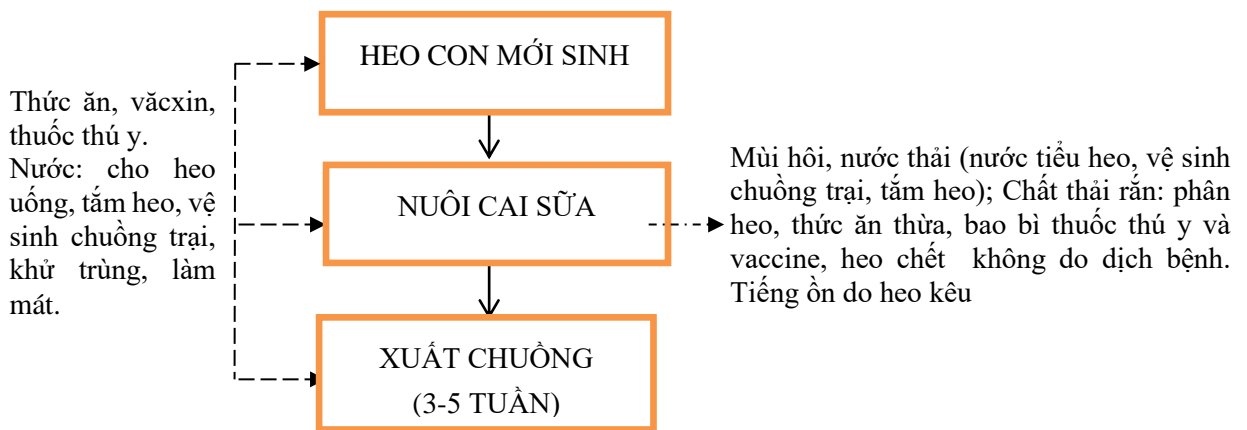 HEO CON MỚI SINH
Thức ăn, văcxin,
thuốc thú y.
Nước: cho heo
uống, tắm heo, vệ
sinh chuồng trại,
khử trùng, làm
mát.
NUÔI CAI SỮA
Mùi hôi, nước thải (nước tiểu heo, vệ sinh
chuồng trại, tắm heo); Chất thải rắn: phân
heo, thức ăn thừa, bao bì thuốc thú y và
vaccine, heo chết không do dịch bệnh.
Tiếng ồn do heo kêu
XUẤT CHUỒNG
(3-5 TUẦN)